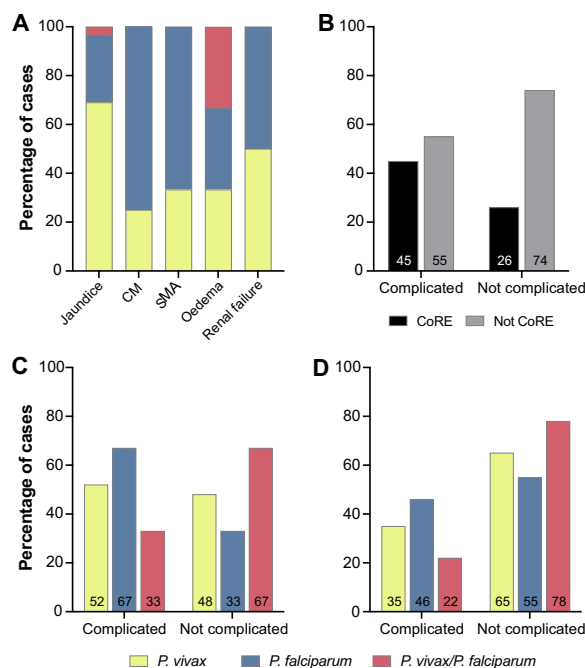 A
Percentage of cases
100
80
60
40
20
0
Jaundice
CM
SMA
Oedema
Renal failure
B
100
80
60
40
20
0
45 55 26 74
Complicated Not complicated
CoRE Not CoRE
C
Percentage of cases
100
80
60
40
20
0
52 67 33 48 33 67
Complicated Not complicated
D
100
80
60
40
20
0
35 46 22 65 55 78
Complicated Not complicated
P. vivax P. falciparum P. vivax/P. falciparum